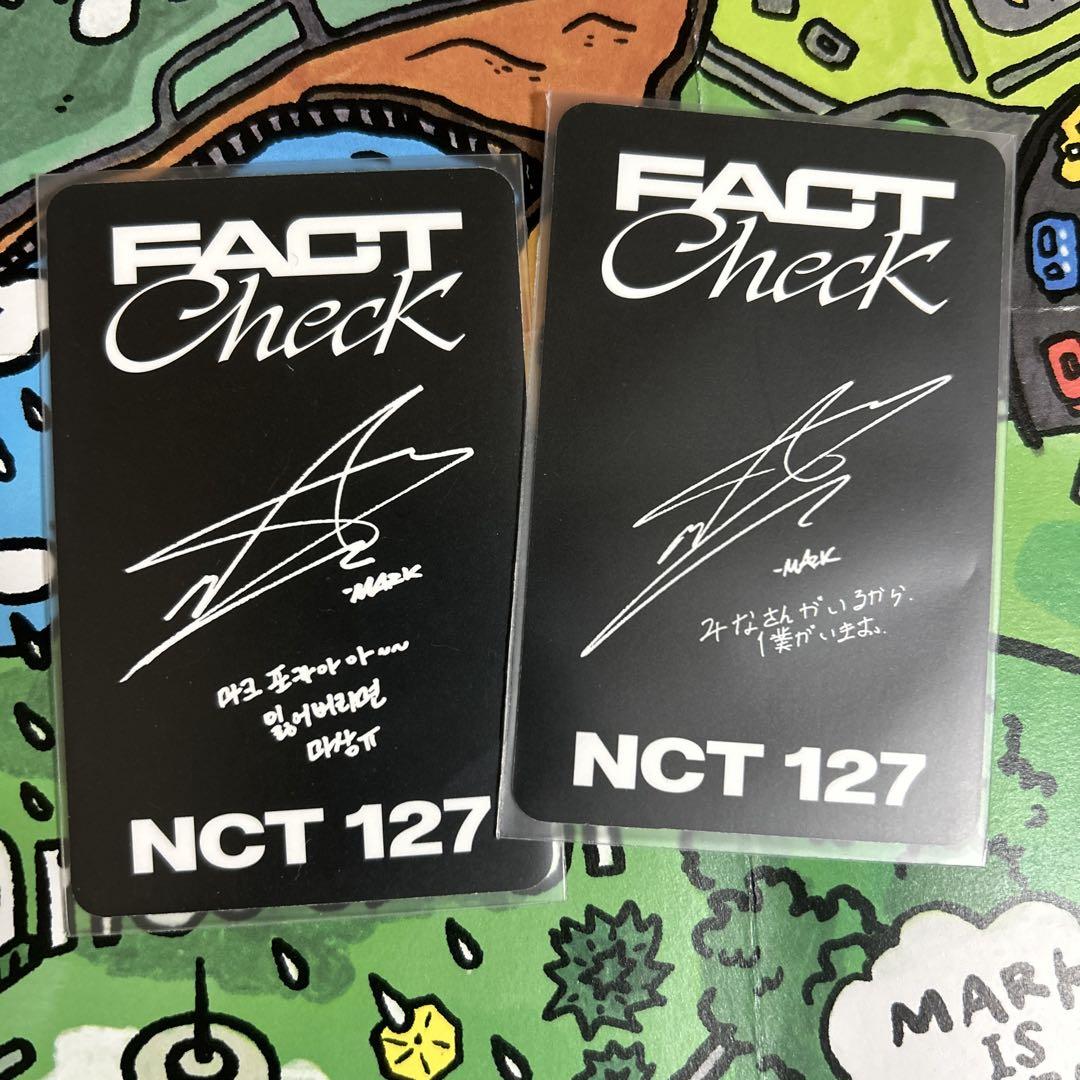 FACT
Check
-MARK
마크 포카야 아~~
잃어버리면
마상ㅠ
NCT 127
FACT
Check
-MARK
みなさんがいるから.
僕がいます。
NCT 127
MARK
IS